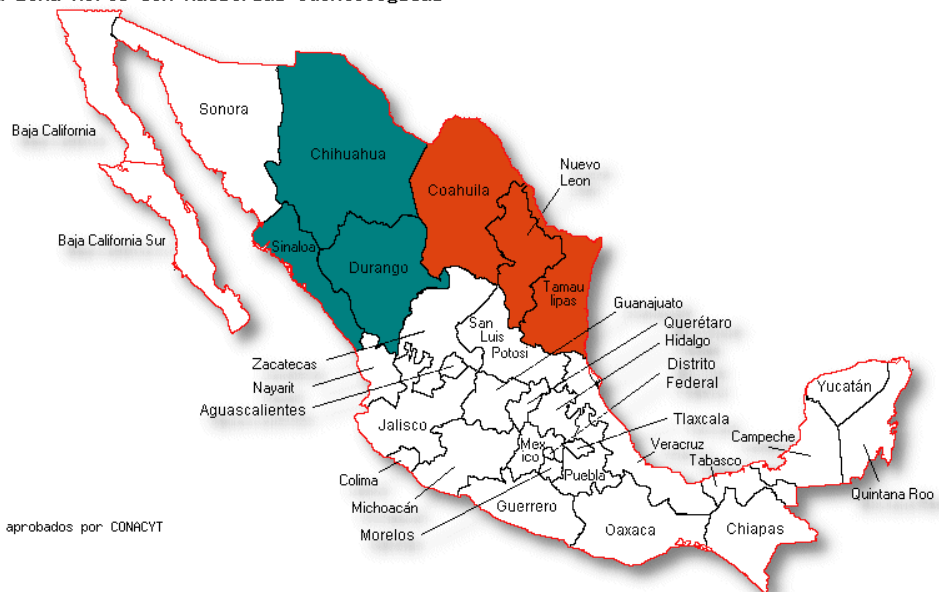 Sonora
Baja California
Chihuahua
Nuevo
Leon
Coahuila
Baja California Sur
Sinaloa
Durango
Tamau
lipas
Guanajuato
San
Luis
Potosi
Querétaro
Hidalgo
Zacatecas
Distrito
Federal
Nayarit
Yucatán
Aguascalientes
Tlaxcala
Jalisco
Veracruz
Campeche
Mex
ico
Tabasco
Colima
Puebla
Quintana Roo
Michoacán
Guerrero
Morelos
Oaxaca
Chiapas
aprobados por CONACYT